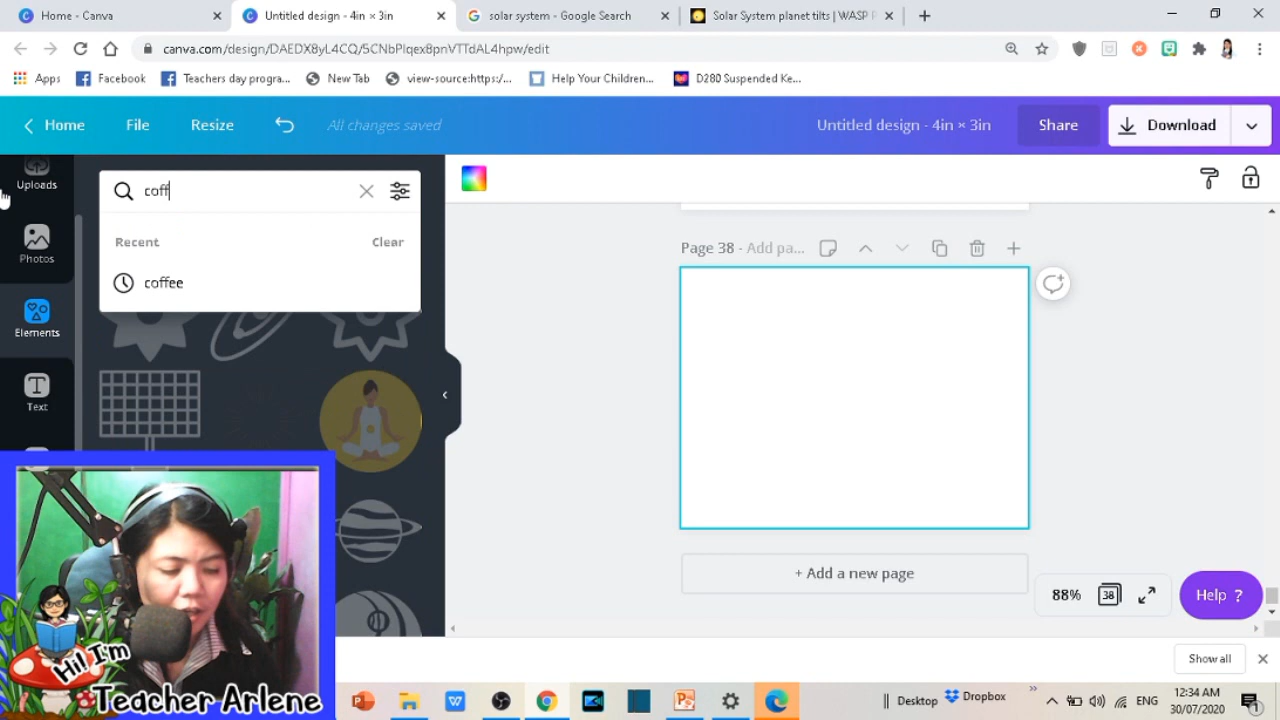 Home - Canva
Untitled design - 4in × 3in
solar system - Google Search
Solar System planet tilts | WASP P
canva.com/design/DAEDX8yL4CQ/5CNbPlqex8pnVTTdAL4hpw/edit
Apps
Facebook
Teachers day progra...
New Tab
view-source:https:/...
Help Your Children...
D280 Suspended Ke...
Home
File
Resize
All changes saved
Untitled design - 4in × 3in
Share
Download
Uploads
coff
Recent
Clear
coffee
Photos
Elements
Text
Page 38 - Add pa...
+ Add a new page
88%
38
Help ?
Show all
Hi! I'm
Teacher Arlene
Desktop
Dropbox
ENG
12:34 AM
30/07/2020
1